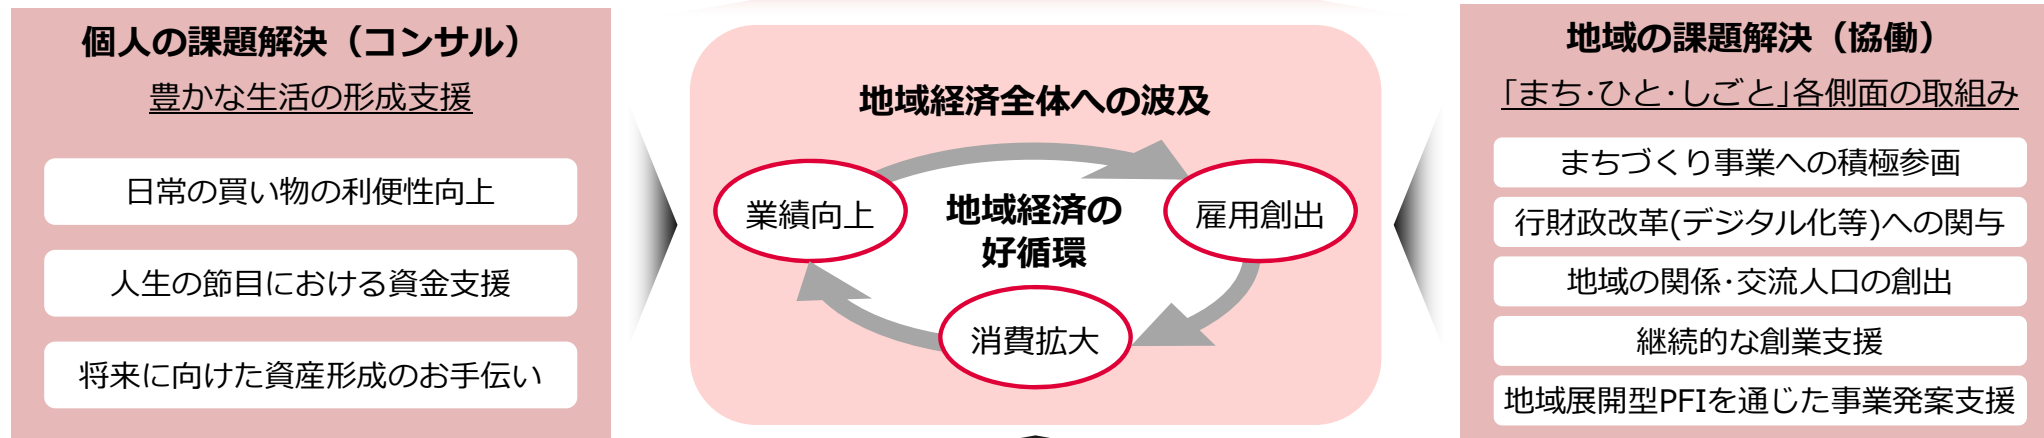 個人の課題解決（コンサル）
豊かな生活の形成支援
日常の買い物の利便性向上
人生の節目における資金支援
将来に向けた資産形成のお手伝い
地域経済全体への波及
業績向上
地域経済の
好循環
雇用創出
消費拡大
地域の課題解決（協働）
｢まち･ひと･しごと｣各側面の取組み
まちづくり事業への積極参画
行財政改革(デジタル化等)への関与
地域の関係･交流人口の創出
継続的な創業支援
地域展開型PFIを通じた事業発案支援